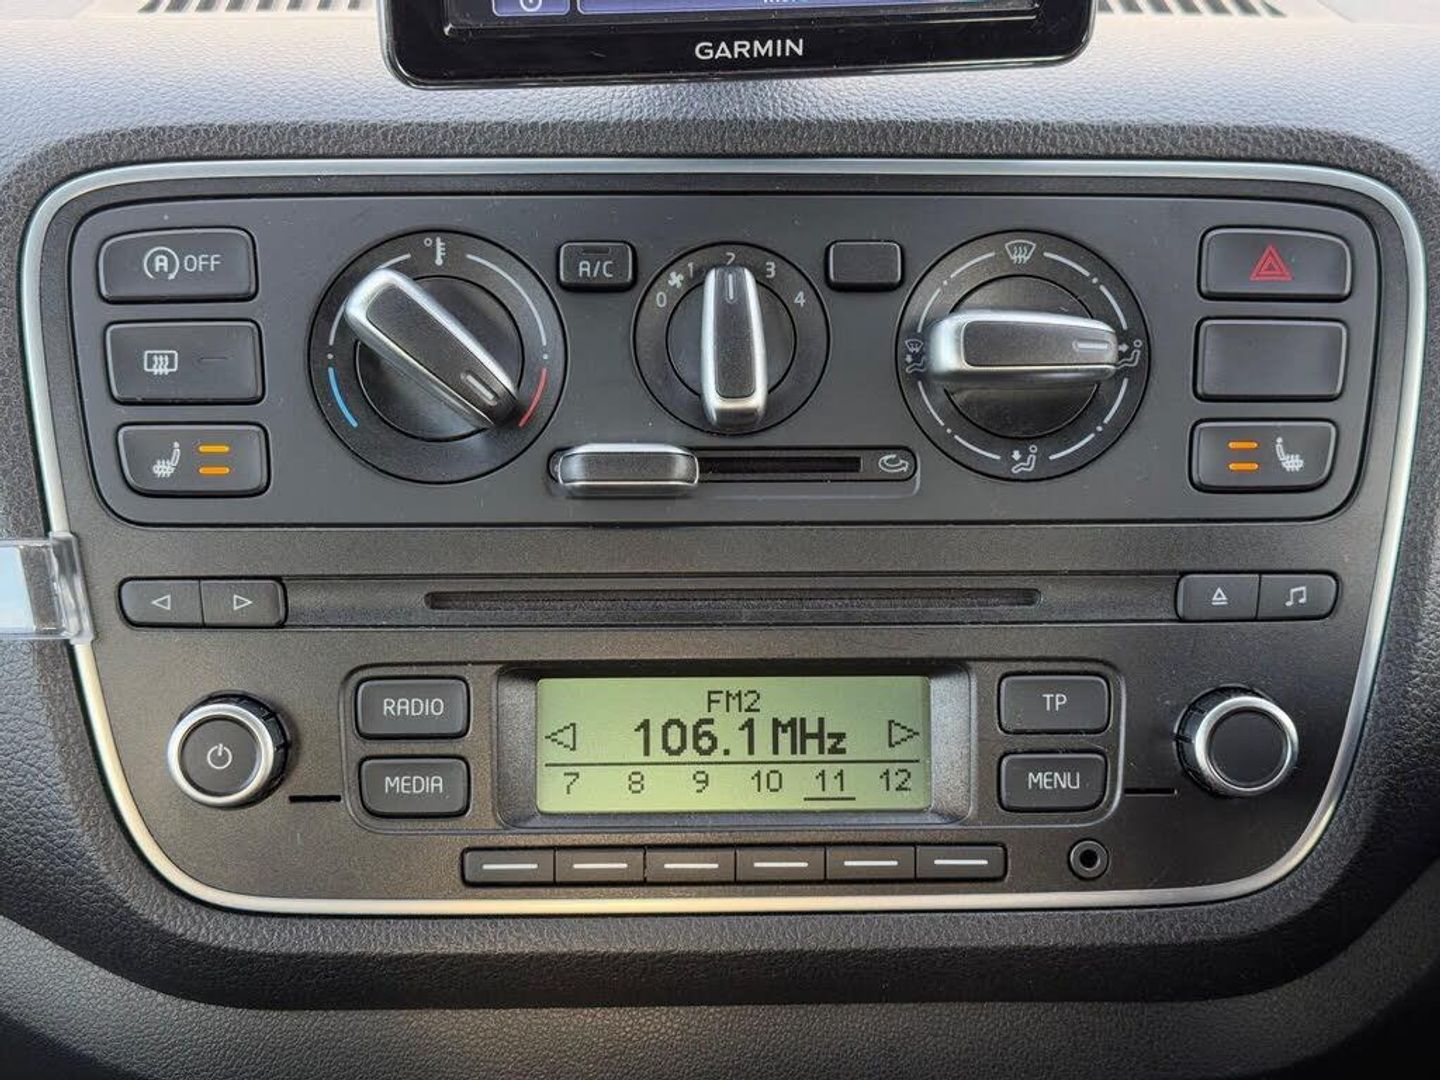 GARMIN
A OFF
A/C
0 1 2 3 4
RADIO
MEDIA
FM2
106.1 MHz
7 8 9 10 11 12
TP
MENU